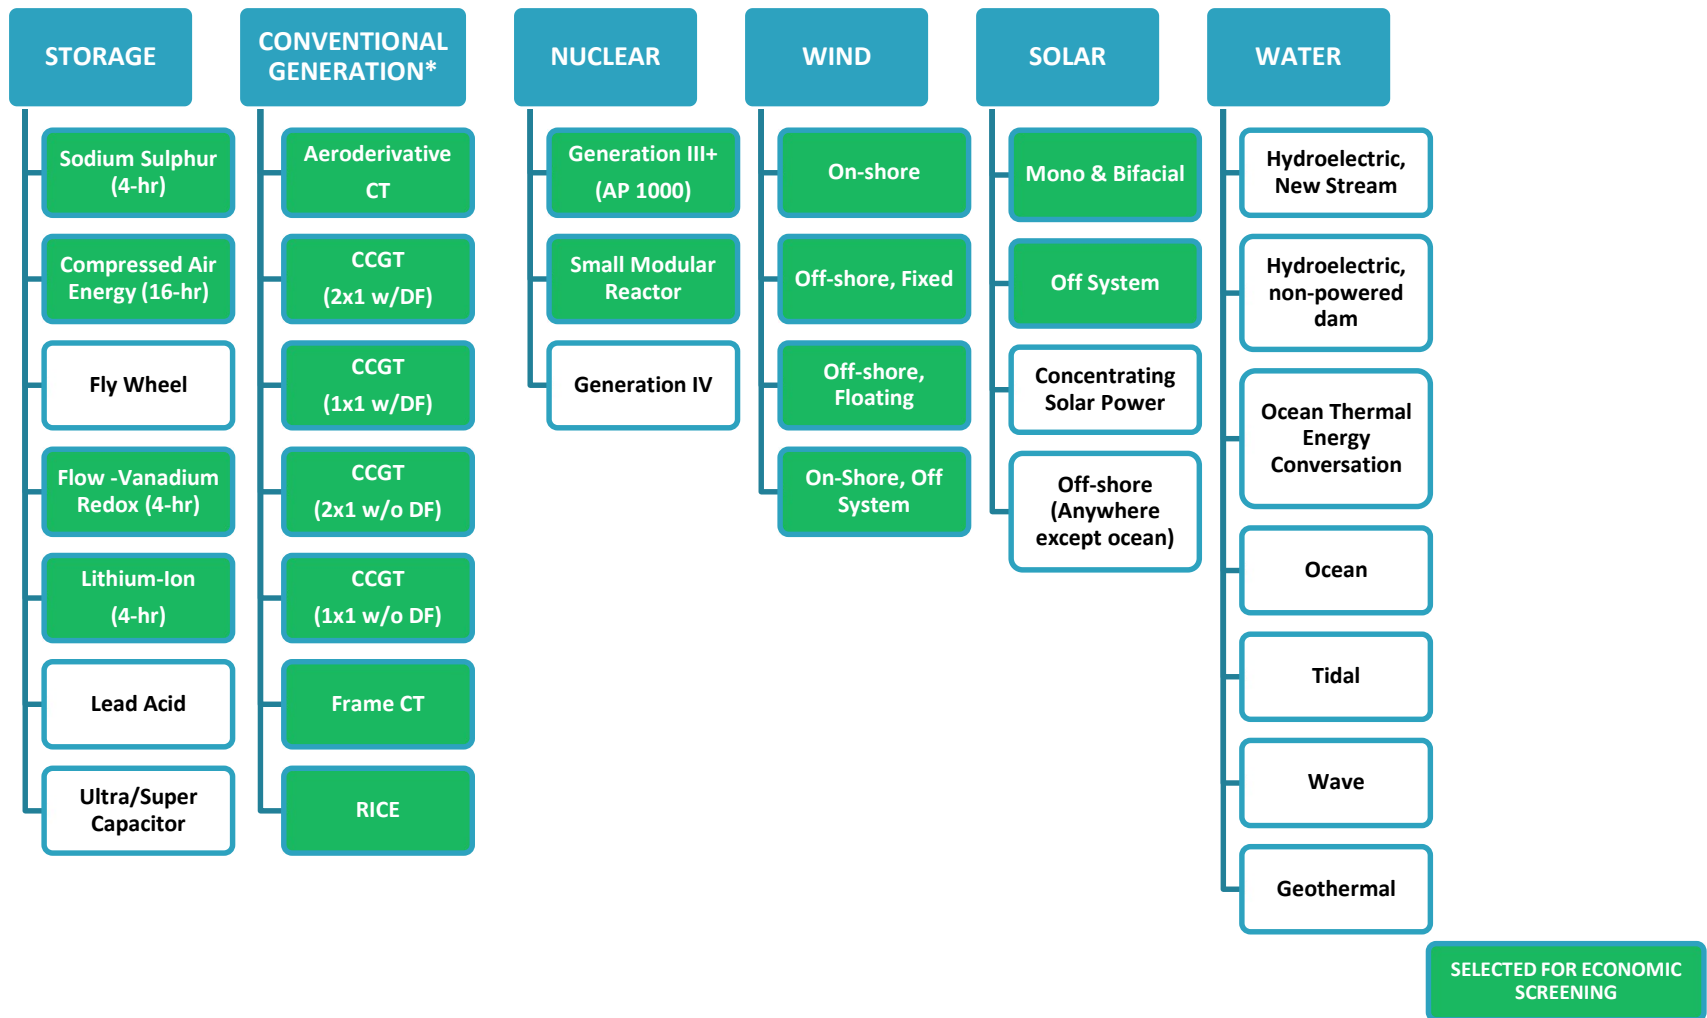 STORAGE
Sodium Sulphur
(4-hr)
Compressed Air
Energy (16-hr)
Fly Wheel
Flow -Vanadium
Redox (4-hr)
Lithium-Ion
(4-hr)
Lead Acid
Ultra/Super
Capacitor
CONVENTIONAL
GENERATION*
Aeroderivative
CT
CCGT
(2x1 w/DF)
CCGT
(1x1 w/DF)
CCGT
(2x1 w/o DF)
CCGT
(1x1 w/o DF)
Frame CT
RICE
NUCLEAR
Generation III+
(AP 1000)
Small Modular
Reactor
Generation IV
WIND
On-shore
Off-shore, Fixed
Off-shore,
Floating
On-Shore, Off
System
SOLAR
Mono & Bifacial
Off System
Concentrating
Solar Power
Off-shore
(Anywhere
except ocean)
WATER
Hydroelectric,
New Stream
Hydroelectric,
non-powered
dam
Ocean Thermal
Energy
Conversation
Ocean
Tidal
Wave
Geothermal
SELECTED FOR ECONOMIC
SCREENING